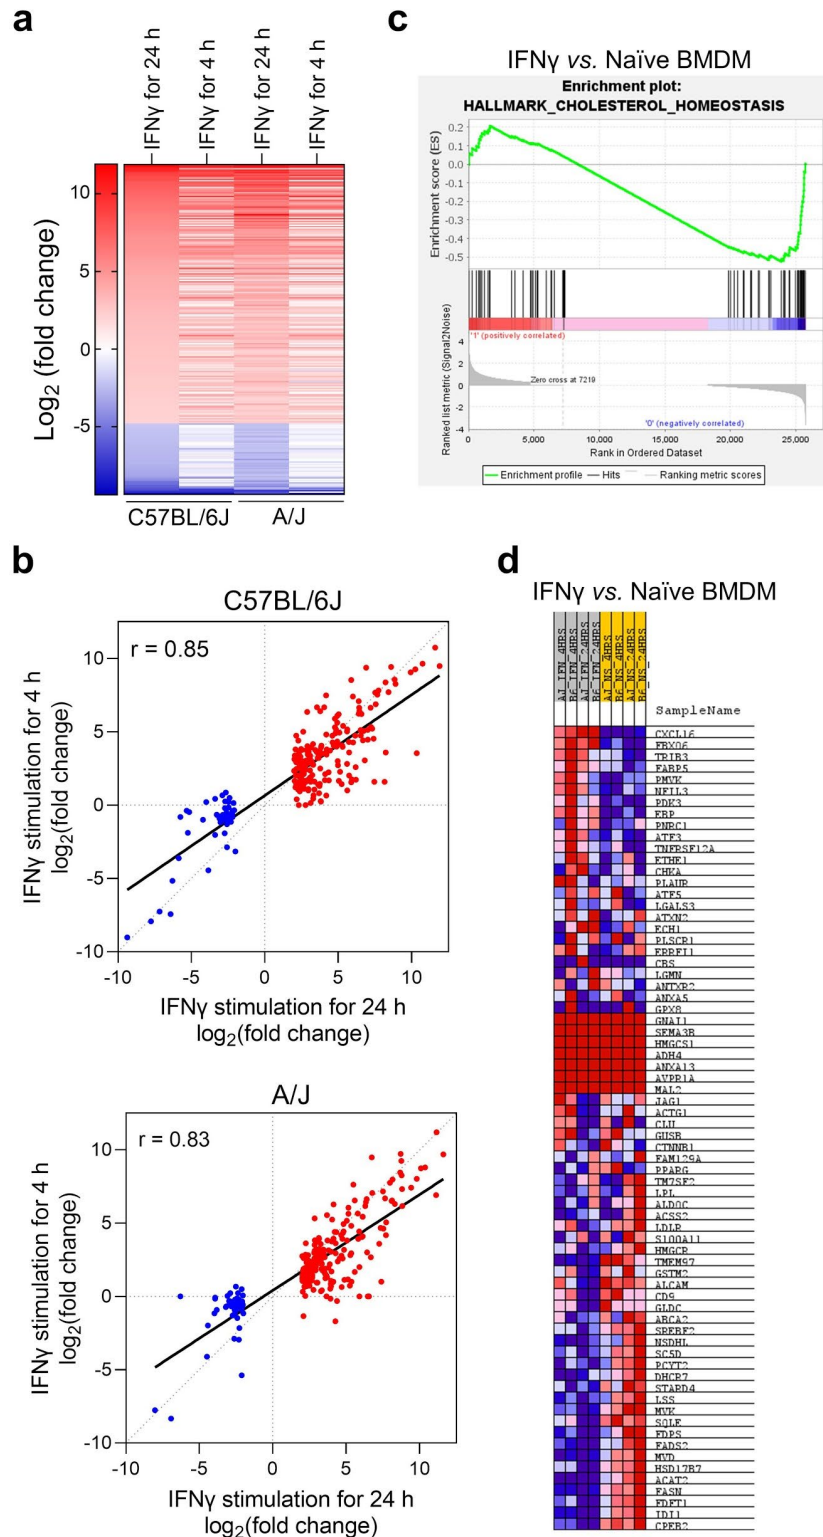 a
IFNγ for 24 h
IFNγ for 4 h
IFNγ for 24 h
IFNγ for 4 h
Log2 (fold change)
10
5
0
-5
C57BL/6J
A/J
c
IFNγ vs. Naïve BMDM
Enrichment plot:
HALLMARK_CHOLESTEROL_HOMEOSTASIS
Enrichment score (ES)
0.2
0.1
0.0
-0.1
-0.2
-0.3
-0.4
-0.5
'1' (positively correlated)
Ranked list metric (Signal2Noise)
4
2
0
-2
-4
Zero cross at 7219
'0' (negatively correlated)
0 5,000 10,000 15,000 20,000 25,000
Rank in Ordered Dataset
Enrichment profile Hits Ranking metric scores
b
C57BL/6J
r = 0.85
IFNγ stimulation for 4 h
log2(fold change)
10
5
0
-5
-10
-10 -5 0 5 10
IFNγ stimulation for 24 h
log2(fold change)
A/J
r = 0.83
IFNγ stimulation for 4 h
log2(fold change)
10
5
0
-5
-10
-10 -5 0 5 10
IFNγ stimulation for 24 h
log2(fold change)
d
IFNγ vs. Naïve BMDM
AJ_IFN_4HRS
B6_IFN_4HRS
AJ_IFN_24HRS
B6_IFN_24HRS
AJ_NS_4HRS
B6_NS_4HRS
AJ_NS_24HRS
B6_NS_24HRS
SampleName
CXCL16
FBXO6
TRIB3
FABP5
PMVK
NFIL3
PDK3
EBP
PNRC1
ATF3
TNFRSF12A
ETHE1
CHKA
PLAUR
ATF5
LGALS3
ATXN2
ECH1
PLSCR1
ERRFI1
CBS
LGMN
ANTXR2
ANXA5
GPX8
GNAI1
SEMA3B
HMGCS1
ADH4
ANXA13
AVPR1A
MAL2
JAG1
ACTG1
CLU
GUSB
CTNNB1
FAM129A
PPARG
TM7SF2
LPL
ALDOC
ACSS2
LDLR
S100A11
HMGCR
TMEM97
GSTM2
ALCAM
CD9
GLDC
ABCA2
SREBF2
NSDHL
SC5D
PCYT2
DHCR7
STARD4
LSS
MVK
SQLE
FDPS
FADS2
MVD
HSD17B7
ACAT2
FASN
FDFT1
IDI1
CPEB2